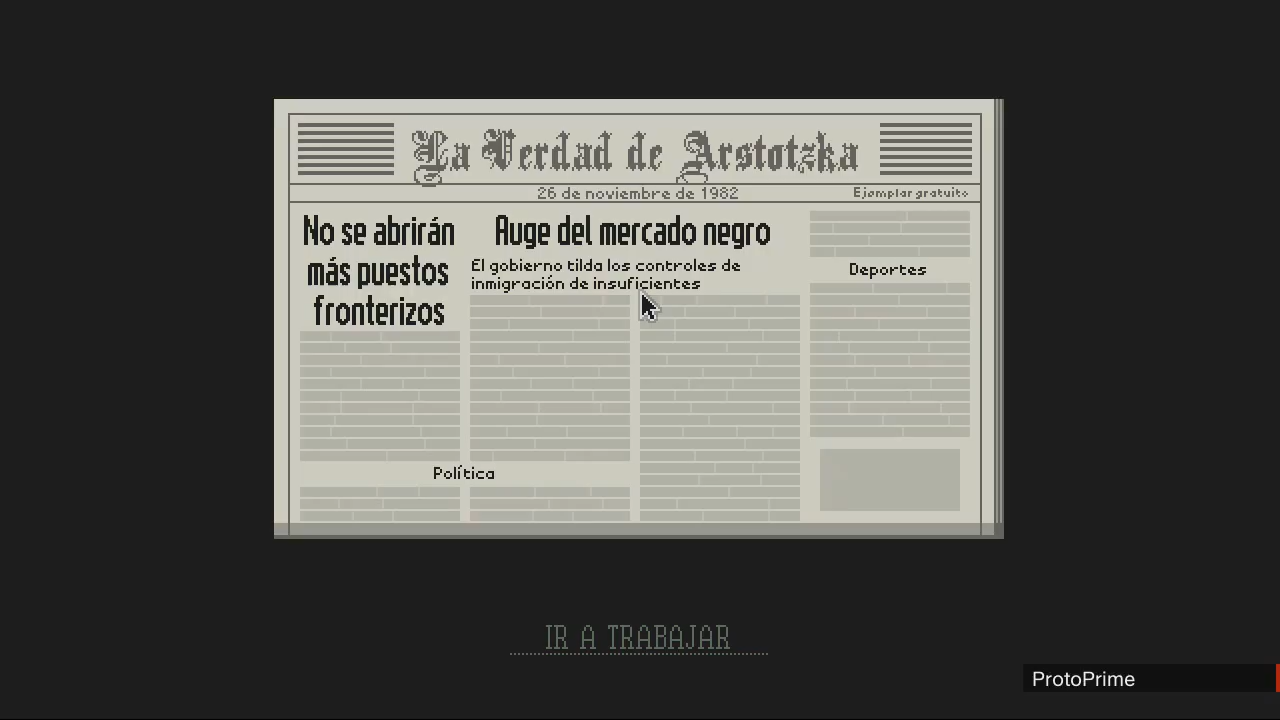 La Verdad de Arstotzka
26 de noviembre de 1982
Ejemplar gratuito
No se abrirán
más puestos
fronterizos
Auge del mercado negro
El gobierno tilda los controles de
inmigración de insuficientes
Deportes
Política
IR A TRABAJAR
ProtoPrime